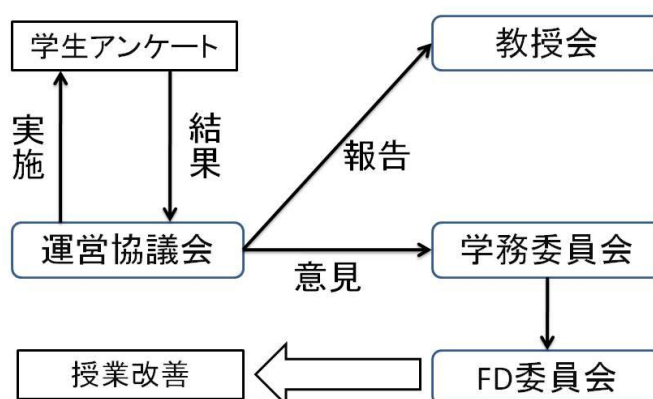 学生アンケート
教授会
実施
結果
報告
運営協議会
意見
学務委員会
授業改善
FD委員会